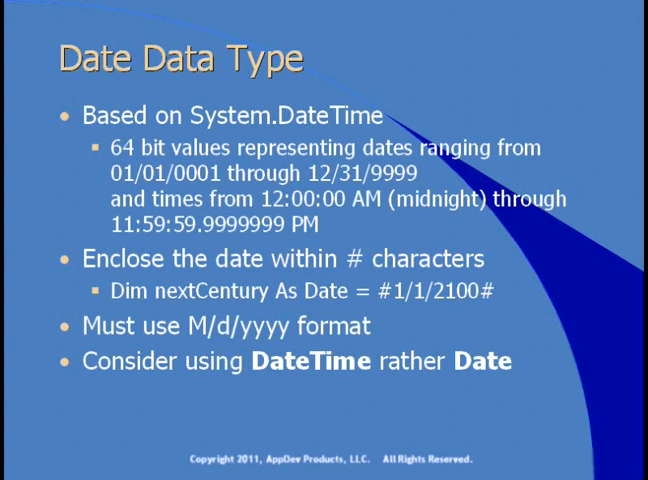 Date Data Type
• Based on System.DateTime
▪ 64 bit values representing dates ranging from
01/01/0001 through 12/31/9999
and times from 12:00:00 AM (midnight) through
11:59:59.9999999 PM
• Enclose the date within # characters
▪ Dim nextCentury As Date = #1/1/2100#
• Must use M/d/yyyy format
• Consider using DateTime rather Date
Copyright 2011, AppDev Products, LLC. All Rights Reserved.